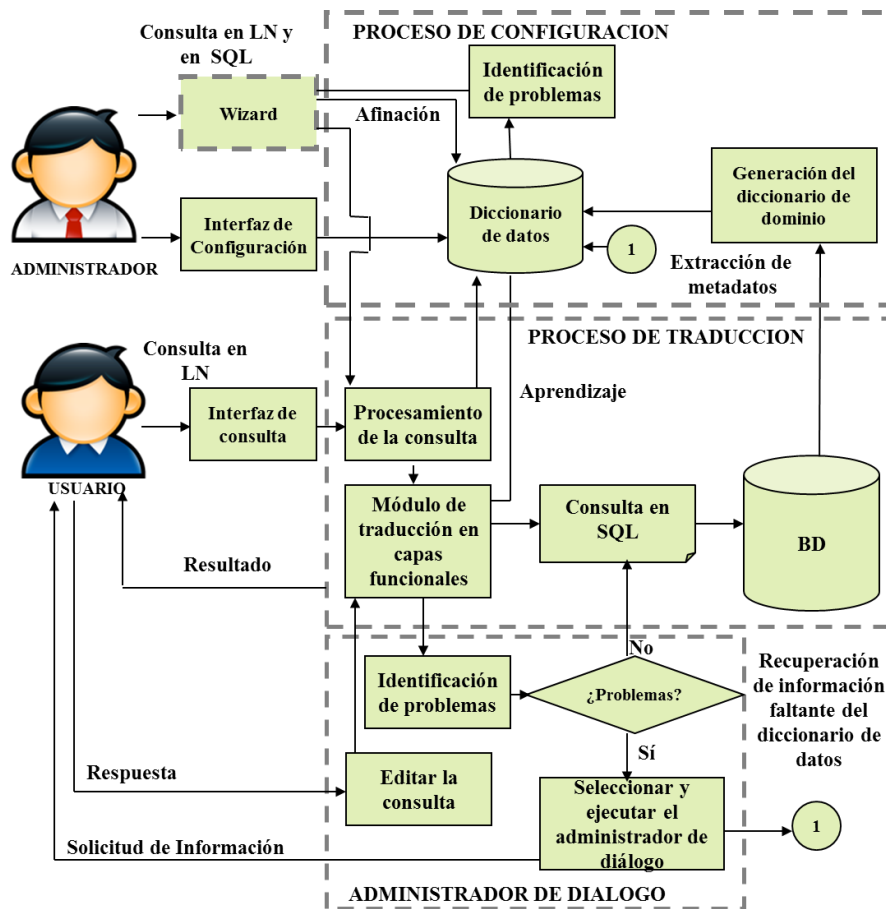 PROCESO DE CONFIGURACION
Consulta en LN y
en SQL
Wizard
Afinación
Identificación
de problemas
Generación del
diccionario de
dominio
Diccionario
de datos
Interfaz de
Configuración
1
Extracción de
metadatos
ADMINISTRADOR
PROCESO DE TRADUCCION
Consulta en
LN
Interfaz de
consulta
Procesamiento
de la consulta
Aprendizaje
USUARIO
Módulo de
traducción en
capas
funcionales
Consulta en
SQL
BD
Resultado
No
Identificación
de problemas
¿Problemas?
Recuperación
de información
faltante del
diccionario de
datos
Sí
Respuesta
Editar la
consulta
Seleccionar y
ejecutar el
administrador de
diálogo
1
Solicitud de Información
ADMINISTRADOR DE DIALOGO